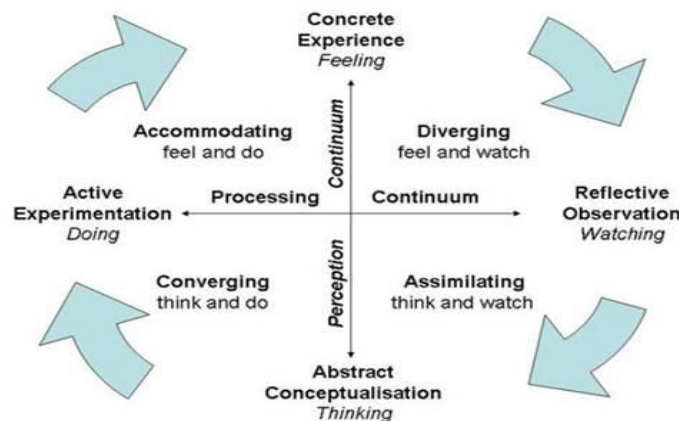 Concrete
Experience
Feeling
Accommodating
feel and do
Continuum
Diverging
feel and watch
Active
Experimentation
Doing
Processing
Continuum
Reflective
Observation
Watching
Converging
think and do
Perception
Assimilating
think and watch
Abstract
Conceptualisation
Thinking